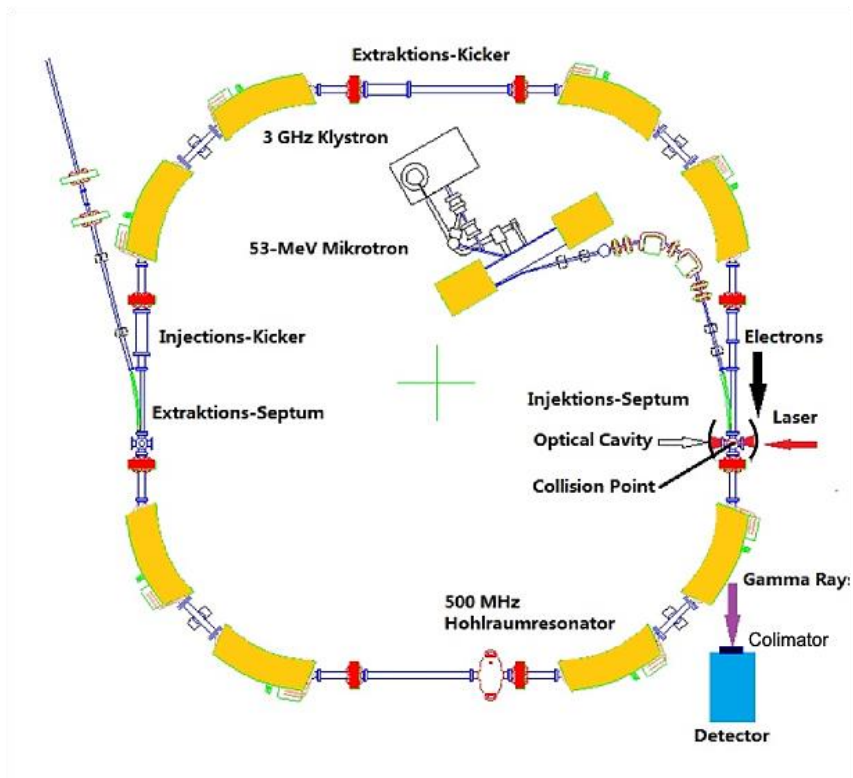 Extraktions-Kicker
3 GHz Klystron
53-MeV Mikrotron
Injections-Kicker
Electrons
Extraktions-Septum
Injektions-Septum
Laser
Optical Cavity
Collision Point
500 MHz
Hohlraumresonator
Gamma Rays
Colimator
Detector